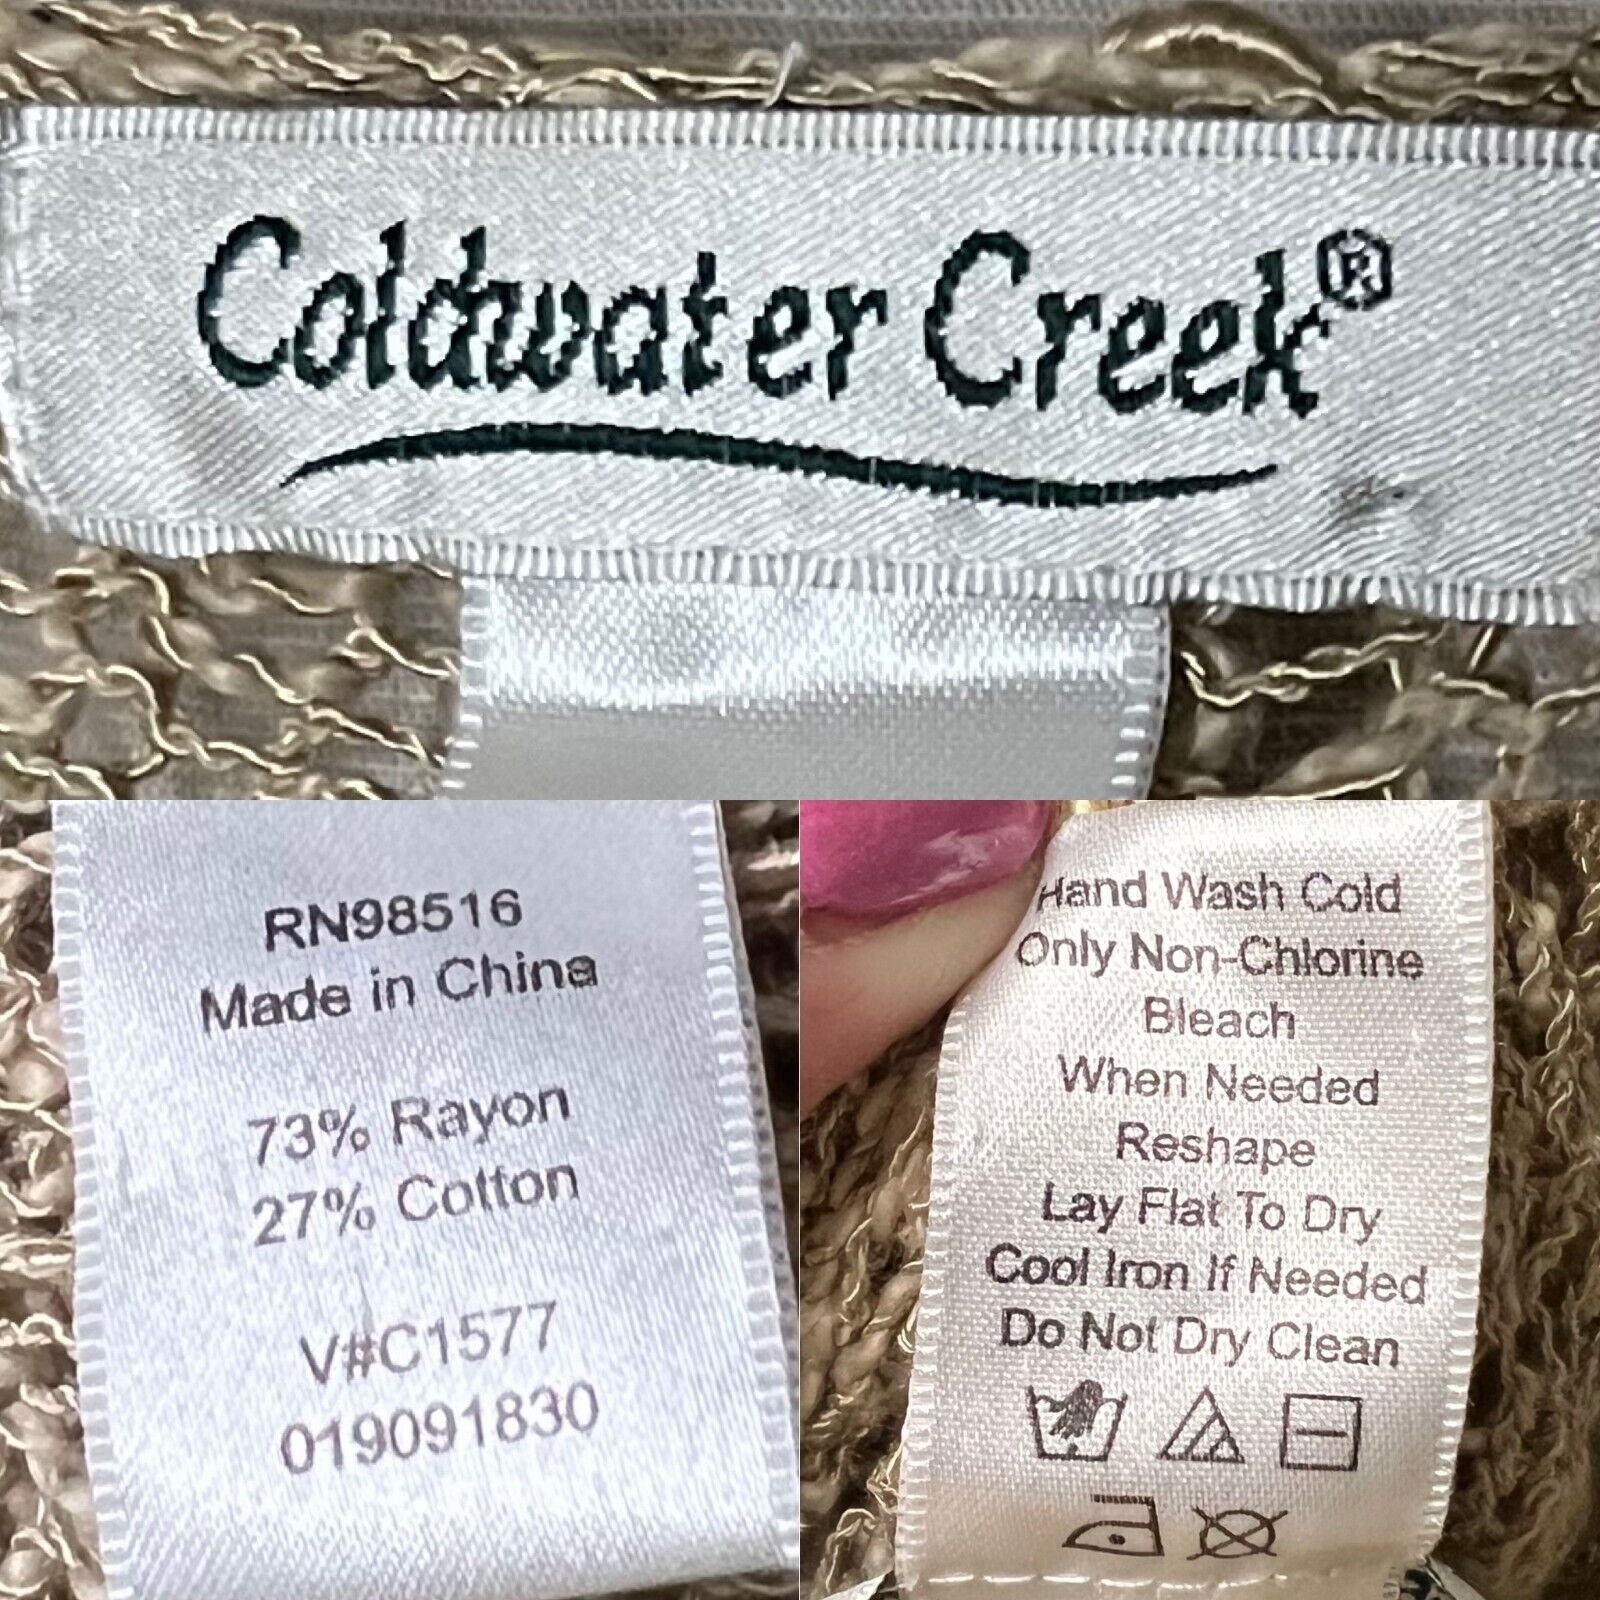 Coldwater Creek®
RN98516
Made in China
73% Rayon
27% Cotton
V#C1577
019091830
Hand Wash Cold
Only Non-Chlorine
Bleach
When Needed
Reshape
Lay Flat To Dry
Cool Iron If Needed
Do Not Dry Clean